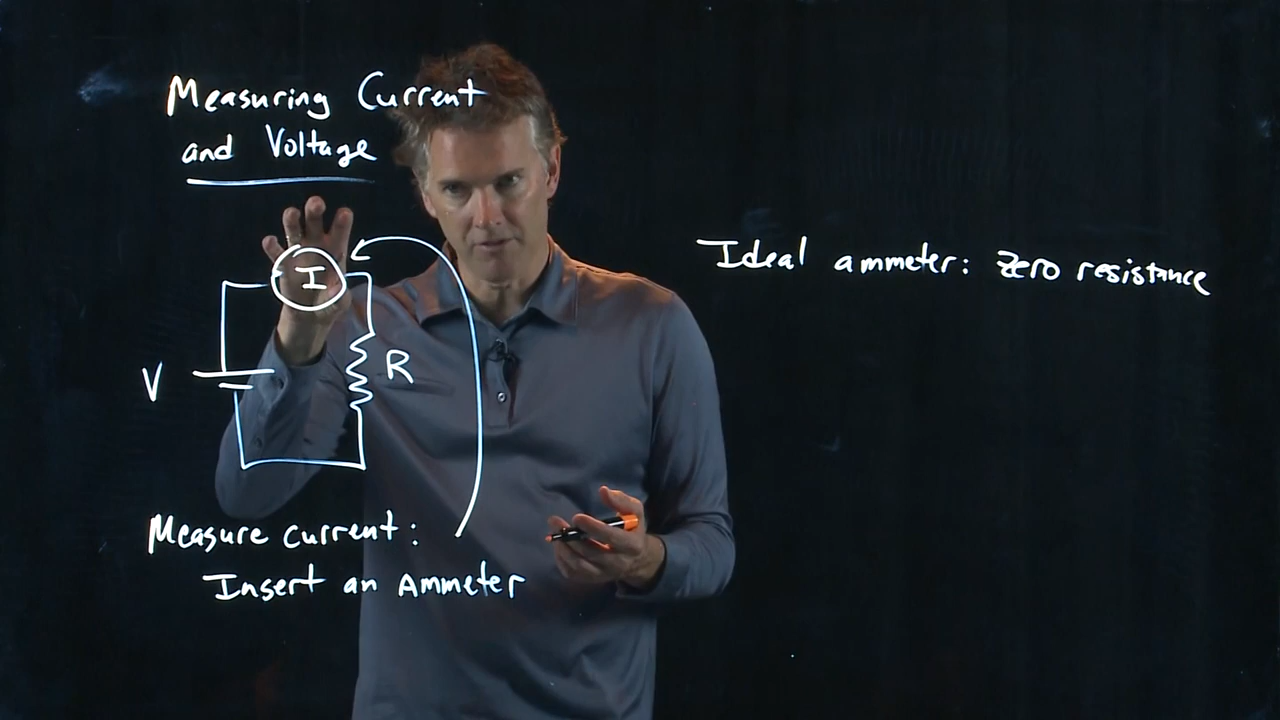 Measuring Current
and Voltage
I
V
R
Measure current:
Insert an Ammeter
Ideal ammeter: Zero resistance